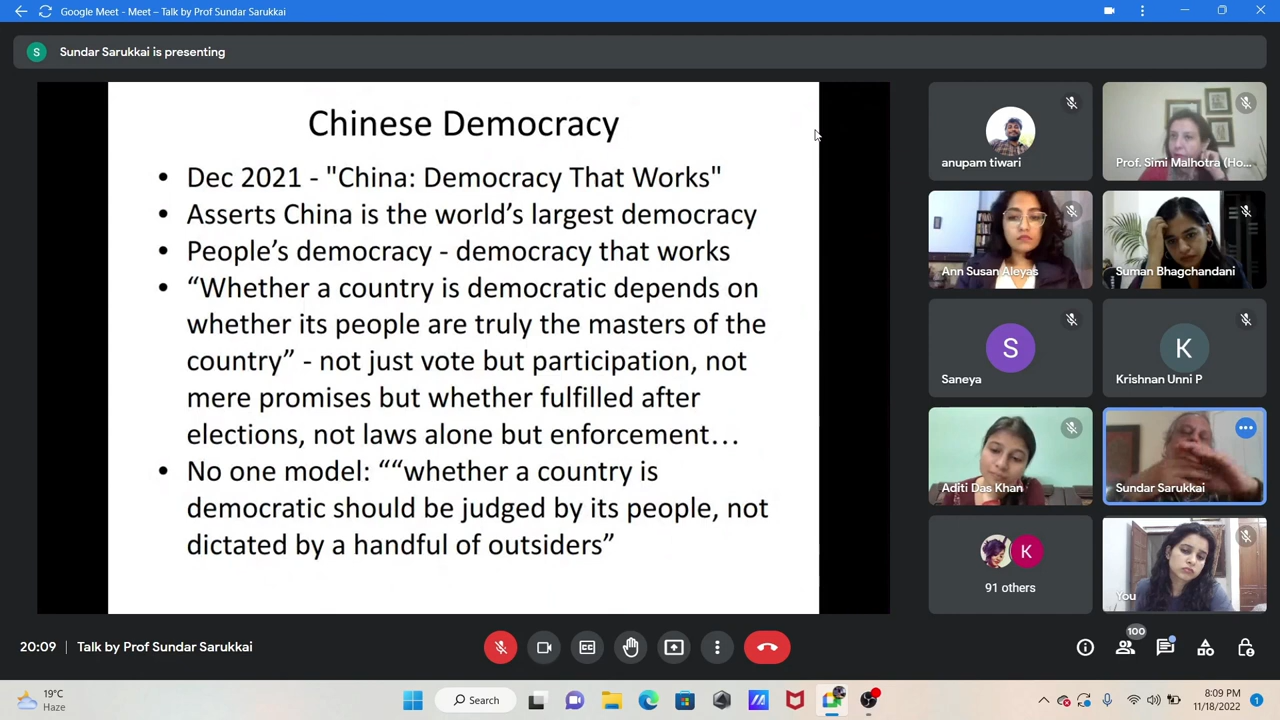 Google Meet - Meet – Talk by Prof Sundar Sarukkai
S
Sundar Sarukkai is presenting
Chinese Democracy
• Dec 2021 - "China: Democracy That Works"
• Asserts China is the world’s largest democracy
• People’s democracy - democracy that works
• “Whether a country is democratic depends on
whether its people are truly the masters of the
country” - not just vote but participation, not
mere promises but whether fulfilled after
elections, not laws alone but enforcement…
• No one model: ““whether a country is
democratic should be judged by its people, not
dictated by a handful of outsiders”
anupam tiwari
Prof. Simi Malhotra (Ho...
Ann Susan Aleyas
Suman Bhagchandani
S
Saneya
K
Krishnan Unni P
Aditi Das Khan
Sundar Sarukkai
K
91 others
You
20:09 | Talk by Prof Sundar Sarukkai
100
19°C
Haze
Search
8:09 PM
11/18/2022
1